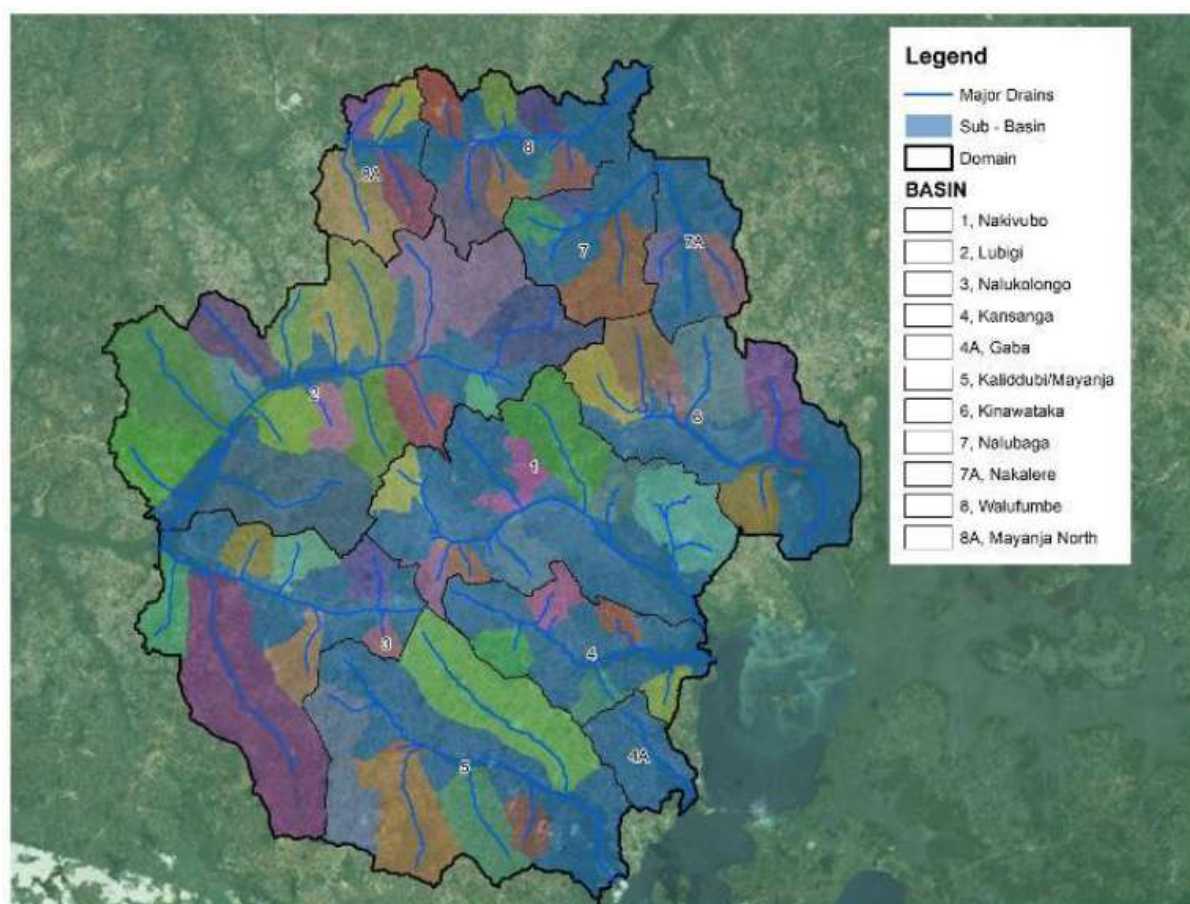 Legend
Major Drains
Sub - Basin
Domain
BASIN
1, Nakivubo
2, Lubigi
3, Nalukolongo
4, Kansanga
4A, Gaba
5, Kaliddubi/Mayanja
6, Kinawataka
7, Nalubaga
7A, Nakalere
8, Walufumbe
8A, Mayanja North
8
8A
7A
7
2
6
1
3
4
4A
5